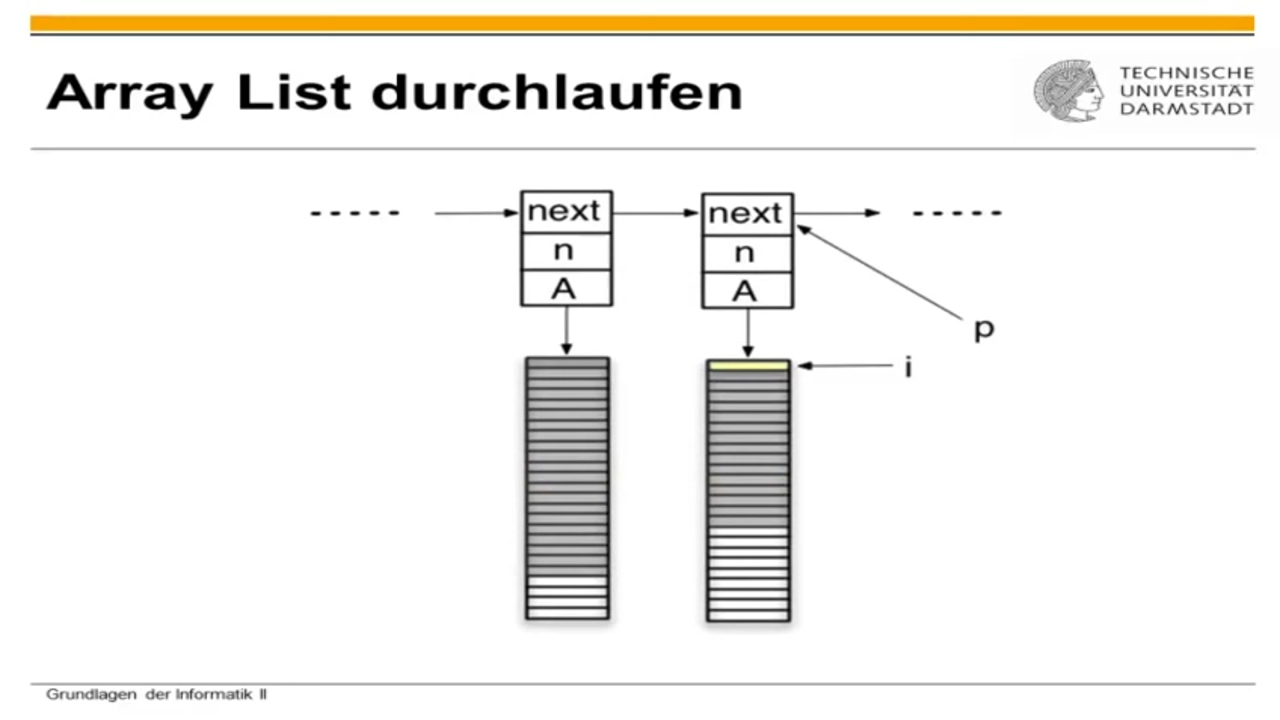 Array List durchlaufen
TECHNISCHE
UNIVERSITÄT
DARMSTADT
next
next
n
n
A
A
p
i
Grundlagen der Informatik II